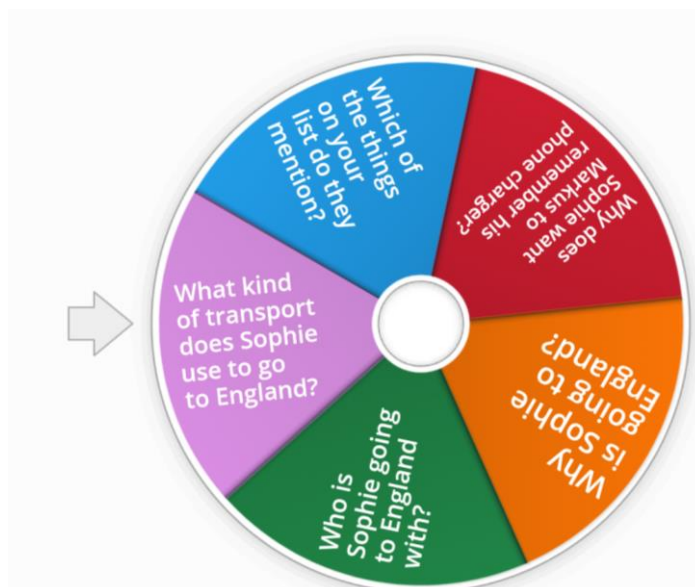 Which of
the things
on your
list do they
mention?
Why does
Sophie want
Markus to
remember his
phone charger?
Why
is Sophie
going to
England?
Who is
Sophie going
to England
with?
What kind
of transport
does Sophie
use to go
to England?